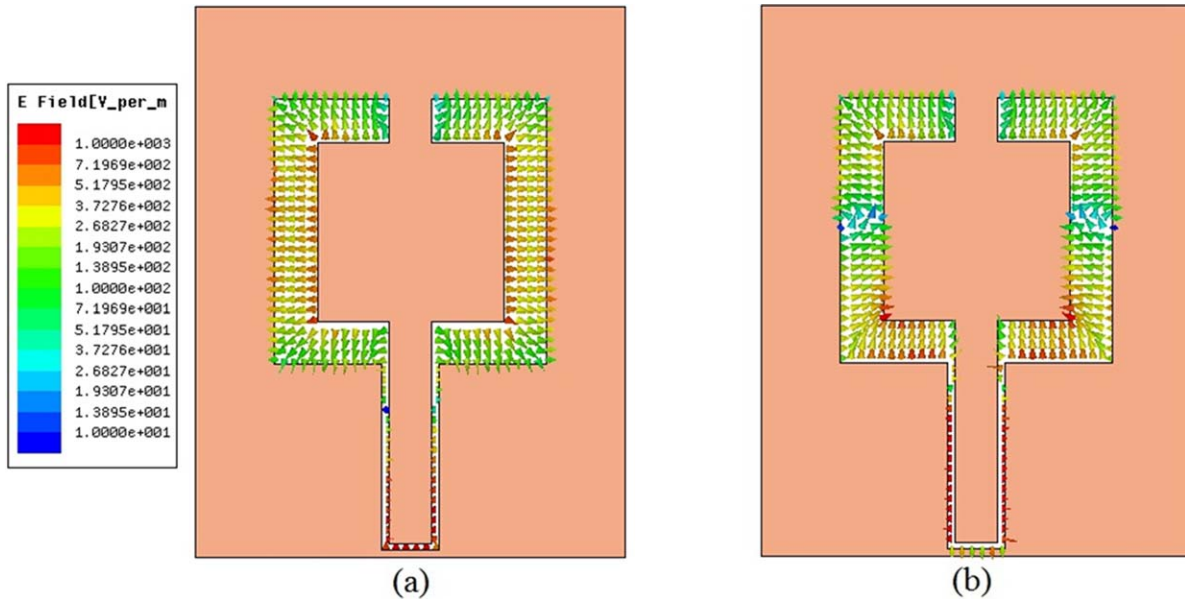 E Field[V_per_m
1.0000e+003
7.1969e+002
5.1795e+002
3.7276e+002
2.6827e+002
1.9307e+002
1.3895e+002
1.0000e+002
7.1969e+001
5.1795e+001
3.7276e+001
2.6827e+001
1.9307e+001
1.3895e+001
1.0000e+001
(a)
(b)